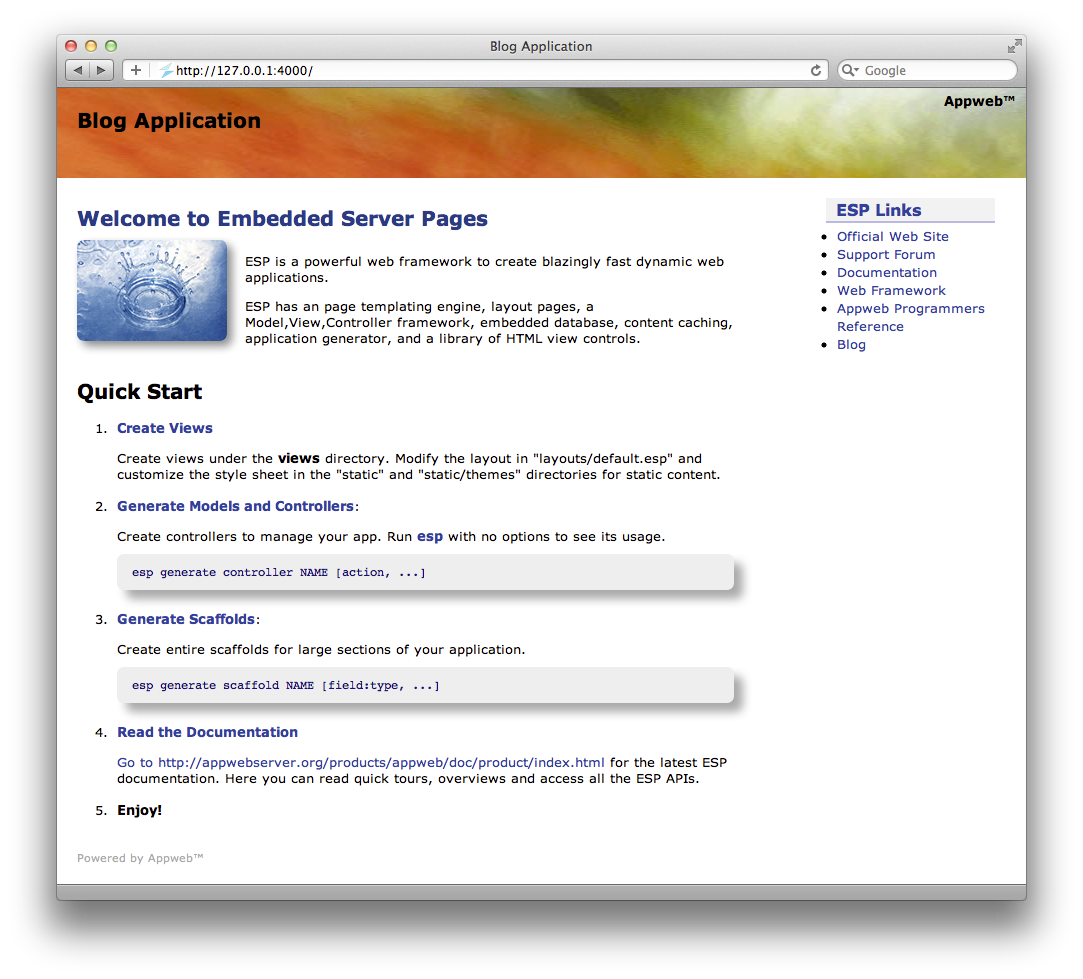 Blog Application
http://127.0.0.1:4000/
Google
Appweb™
Blog Application
Welcome to Embedded Server Pages
ESP is a powerful web framework to create blazingly fast dynamic web
applications.
ESP has an page templating engine, layout pages, a
Model,View,Controller framework, embedded database, content caching,
application generator, and a library of HTML view controls.
ESP Links
Official Web Site
Support Forum
Documentation
Web Framework
Appweb Programmers
Reference
Blog
Quick Start
1. Create Views
Create views under the views directory. Modify the layout in "layouts/default.esp" and
customize the style sheet in the "static" and "static/themes" directories for static content.
2. Generate Models and Controllers:
Create controllers to manage your app. Run esp with no options to see its usage.
esp generate controller NAME [action, ...]
3. Generate Scaffolds:
Create entire scaffolds for large sections of your application.
esp generate scaffold NAME [field:type, ...]
4. Read the Documentation
Go to http://appwebserver.org/products/appweb/doc/product/index.html for the latest ESP
documentation. Here you can read quick tours, overviews and access all the ESP APIs.
5. Enjoy!
Powered by Appweb™